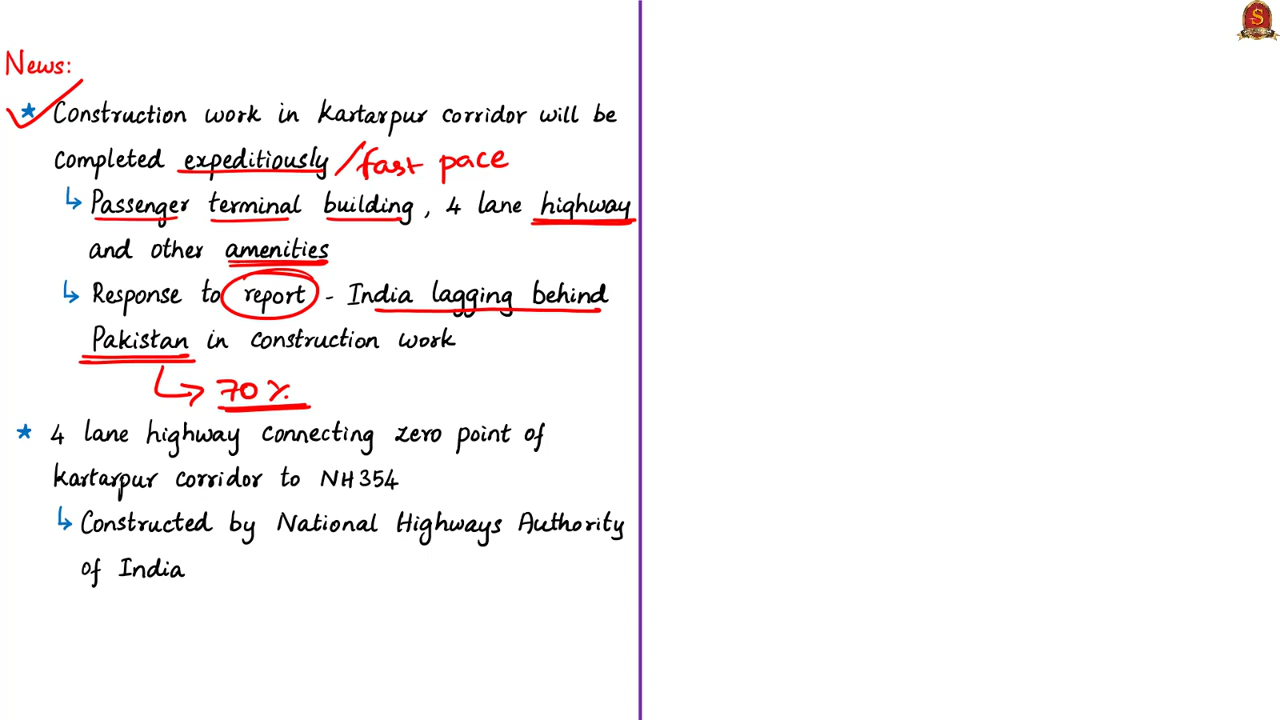 News:
* Construction work in Kartarpur corridor will be
completed expeditiously / fast pace
↳ Passenger terminal building, 4 lane highway
and other amenities
↳ Response to report - India lagging behind
Pakistan in construction work
↳ 70%
* 4 lane highway connecting zero point of
Kartarpur corridor to NH354
↳ Constructed by National Highways Authority
of India
S